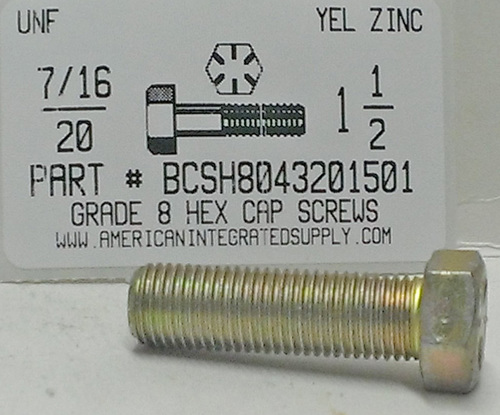 UNF YEL ZINC
7/16
20
1 1/2
PART # BCSH8043201501
GRADE 8 HEX CAP SCREWS
WWW.AMERICANINTEGRATEDSUPPLY.COM